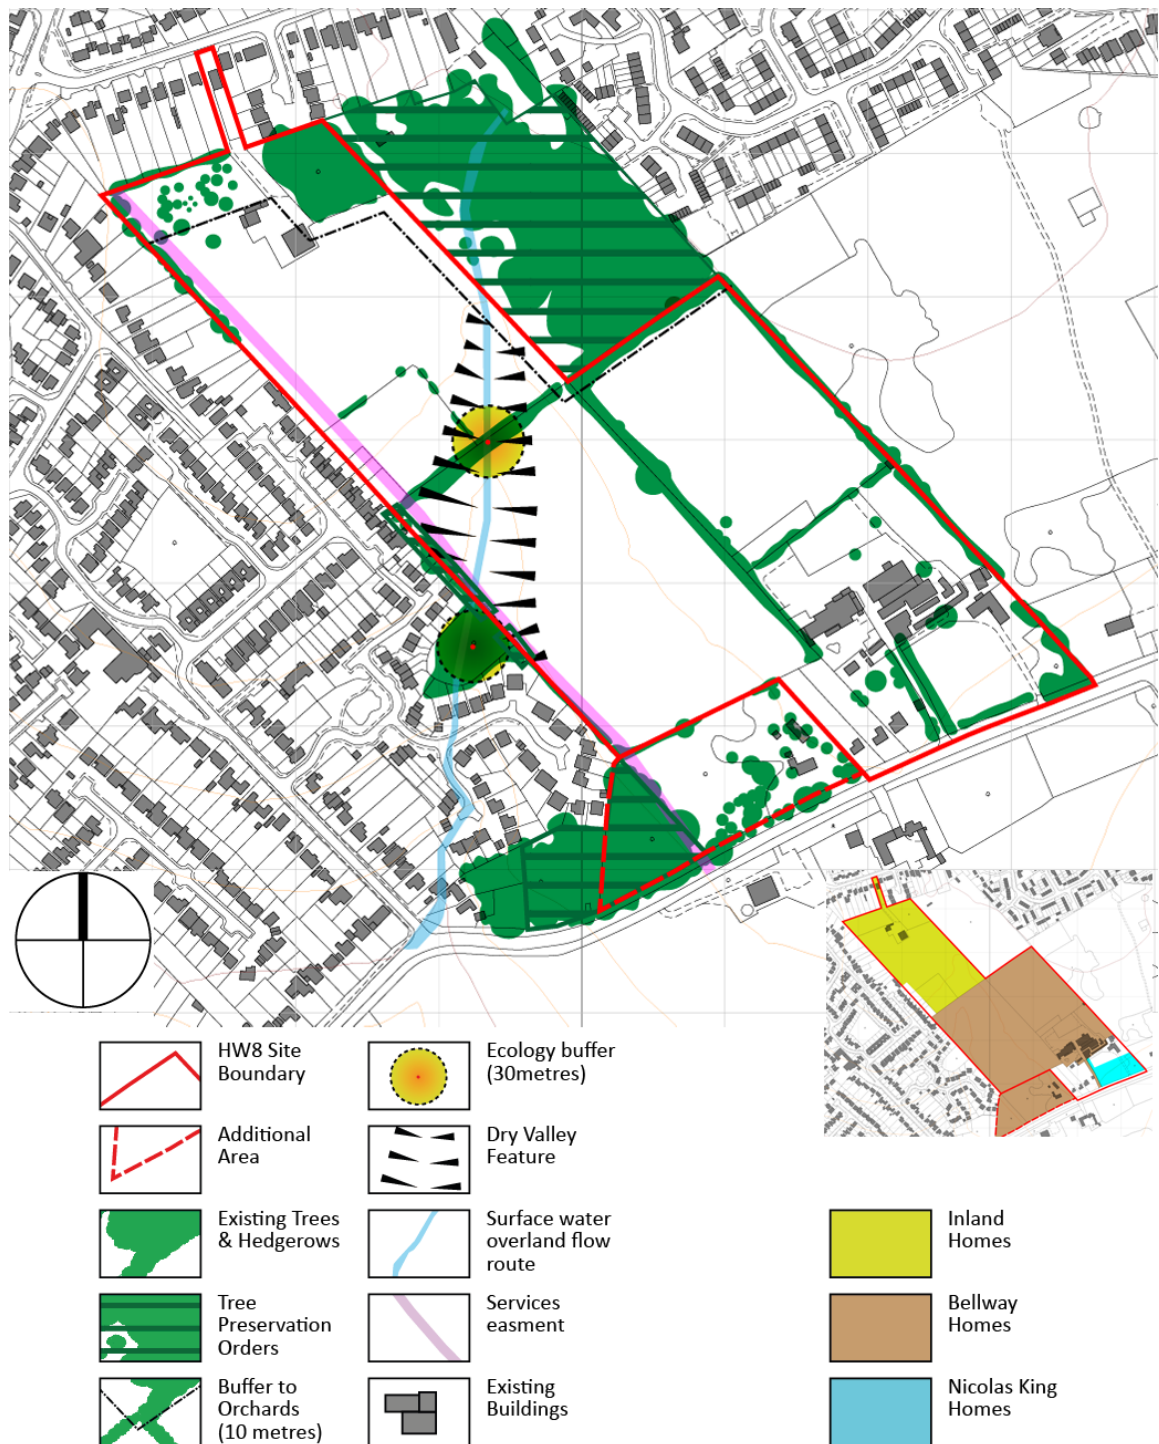 HW8 Site
Boundary
Additional
Area
Existing Trees
& Hedgerows
Tree
Preservation
Orders
Buffer to
Orchards
(10 metres)
Ecology buffer
(30metres)
Dry Valley
Feature
Surface water
overland flow
route
Services
easment
Existing
Buildings
Inland
Homes
Bellway
Homes
Nicolas King
Homes